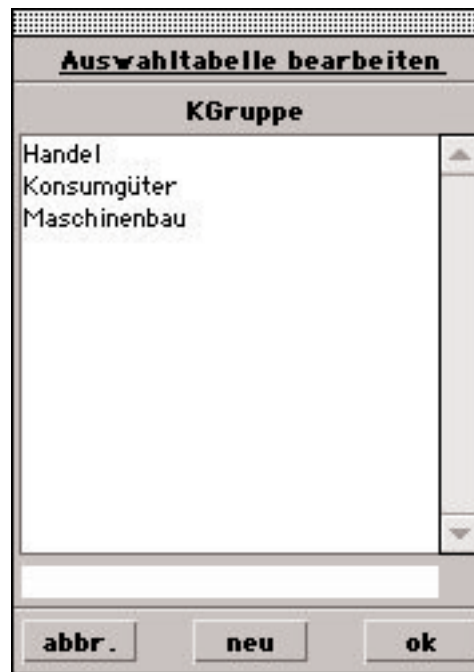 Auswahltabelle bearbeiten
KGruppe
Handel
Konsumgüter
Maschinenbau
abbr. neu ok